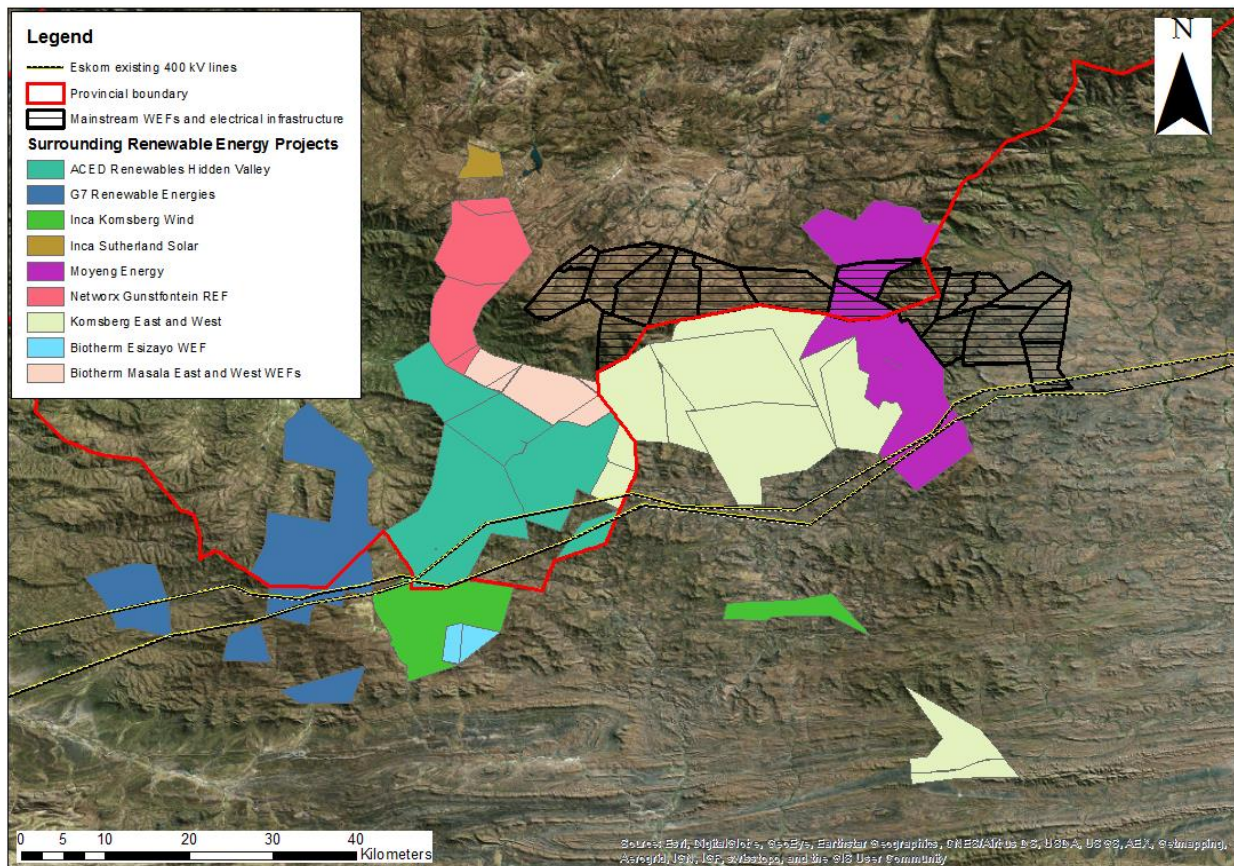 Legend
Eskom existing 400 kV lines
Provincial boundary
Mainstream WEFs and electrical infrastructure
Surrounding Renewable Energy Projects
ACED Renewables Hidden Valley
G7 Renewable Energies
Inca Komsberg Wind
Inca Sutherland Solar
Moyeng Energy
Networx Gunstfontein REF
Komsberg East and West
Biotherm Esizayo WEF
Biotherm Masala East and West WEFs
N
0 5 10 20 30 40
Kilometers
Source: Esri, DigitalGlobe, GeoEye, Earthstar Geographics, CNES/Airbus DS, USDA, USGS, AEX, Getmapping,
Aerogrid, IGN, IGP, swisstopo, and the GIS User Community